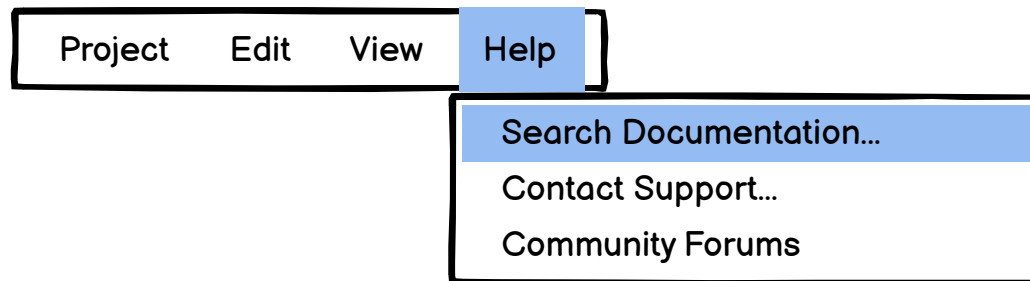 Project Edit View Help
Search Documentation...
Contact Support...
Community Forums